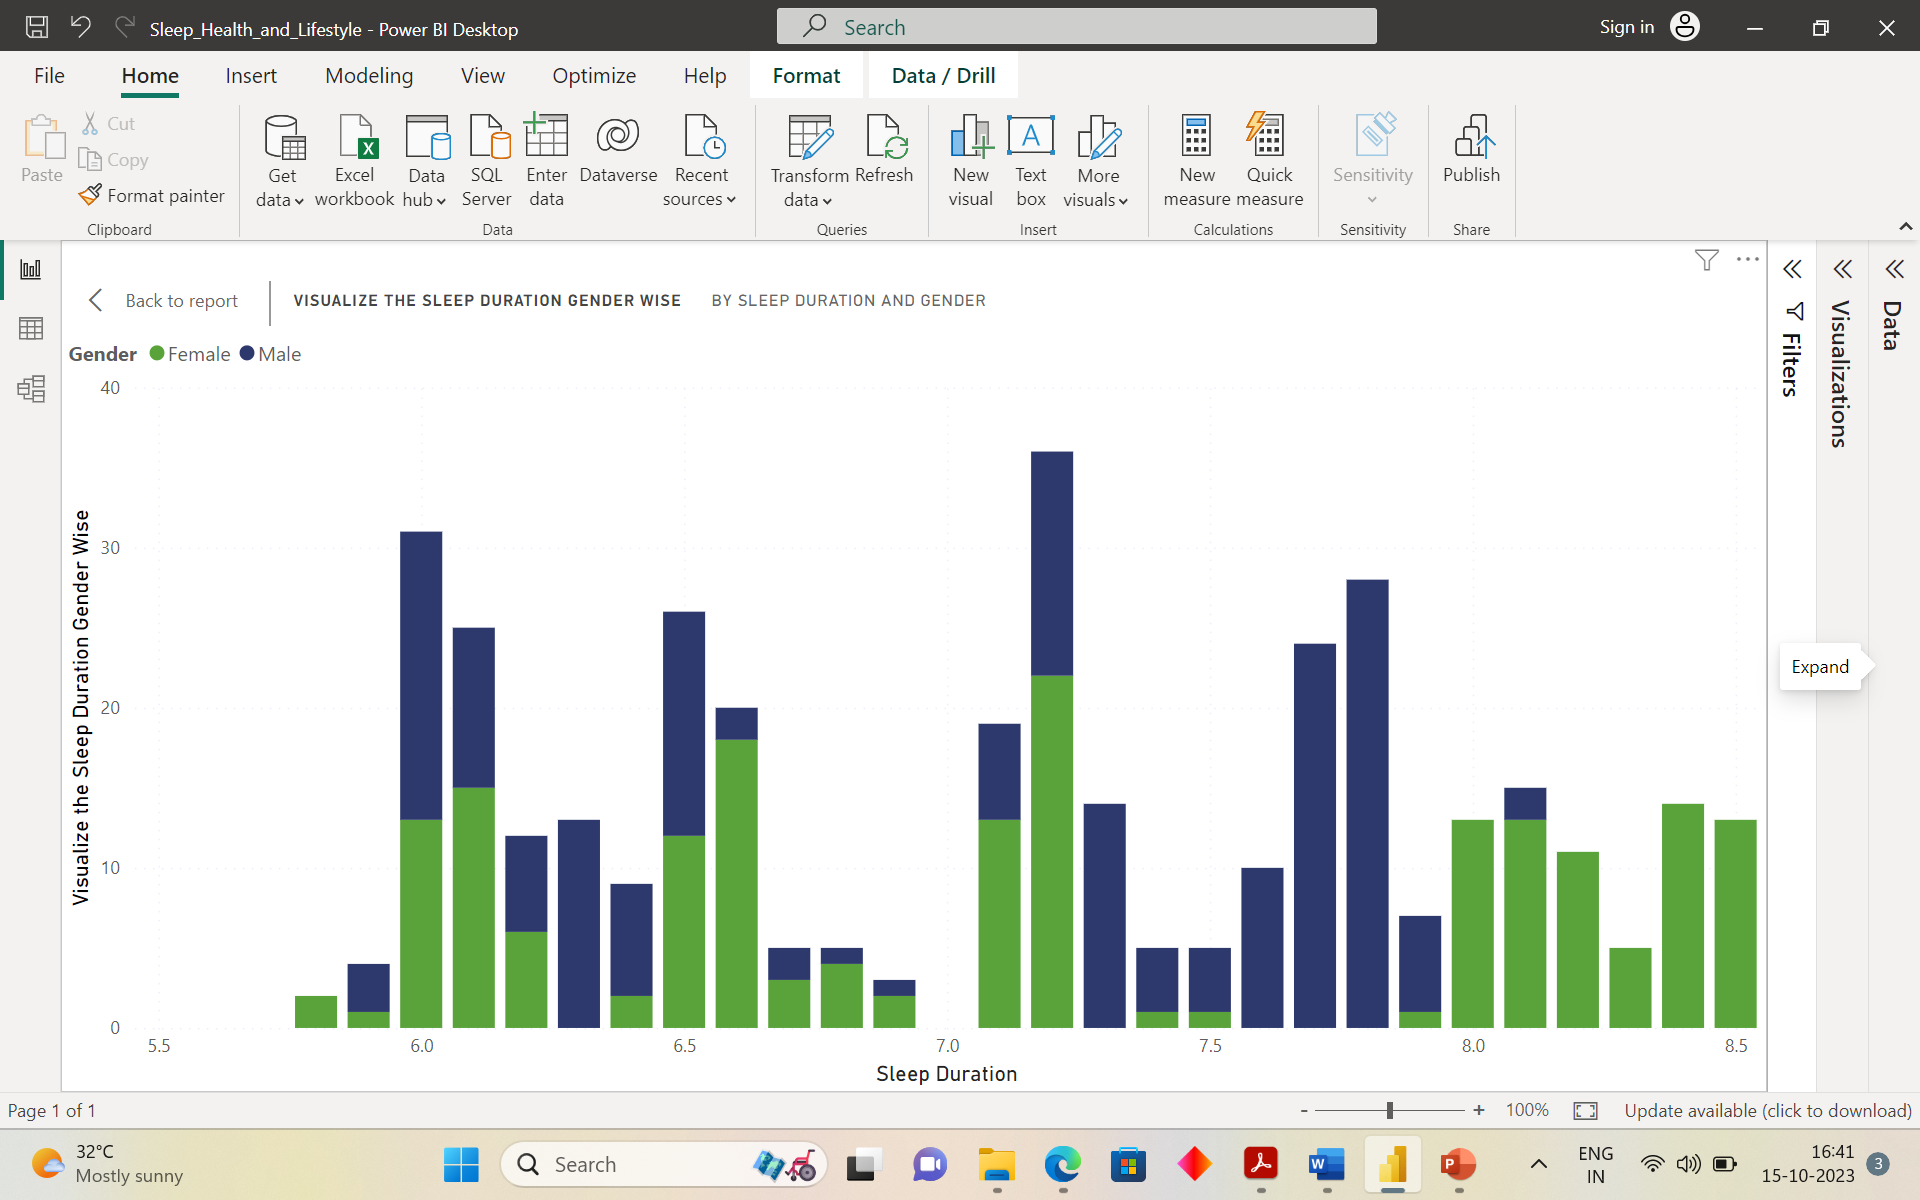 Sleep_Health_and_Lifestyle - Power BI Desktop
Search
Sign in
File Home Insert Modeling View Optimize Help Format Data / Drill
Paste
Cut
Copy
Format painter
Clipboard
Get data
Excel workbook
Data hub
SQL Server
Enter data
Dataverse
Recent sources
Data
Transform data
Refresh
Queries
New visual
Text box
More visuals
Insert
New measure
Quick measure
Calculations
Sensitivity
Sensitivity
Publish
Share
Back to report
VISUALIZE THE SLEEP DURATION GENDER WISE BY SLEEP DURATION AND GENDER
Gender Female Male
Visualize the Sleep Duration Gender Wise
40
30
20
10
0
5.5 6.0 6.5 7.0 7.5 8.0 8.5
Sleep Duration
Filters
Visualizations
Data
Expand
Page 1 of 1
- + 100%
Update available (click to download)
32°C
Mostly sunny
Search
ENG
IN
16:41
15-10-2023
3